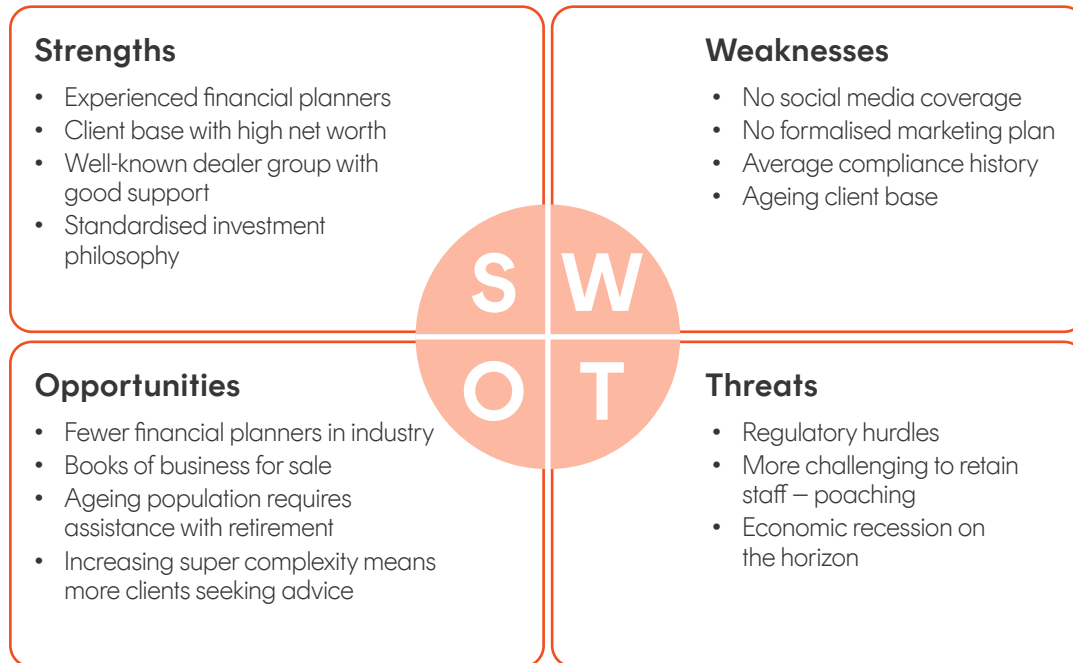 Strengths
• Experienced financial planners
• Client base with high net worth
• Well-known dealer group with
good support
• Standardised investment
philosophy
Weaknesses
• No social media coverage
• No formalised marketing plan
• Average compliance history
• Ageing client base
S W
O T
Opportunities
• Fewer financial planners in industry
• Books of business for sale
• Ageing population requires
assistance with retirement
• Increasing super complexity means
more clients seeking advice
Threats
• Regulatory hurdles
• More challenging to retain
staff – poaching
• Economic recession on
the horizon